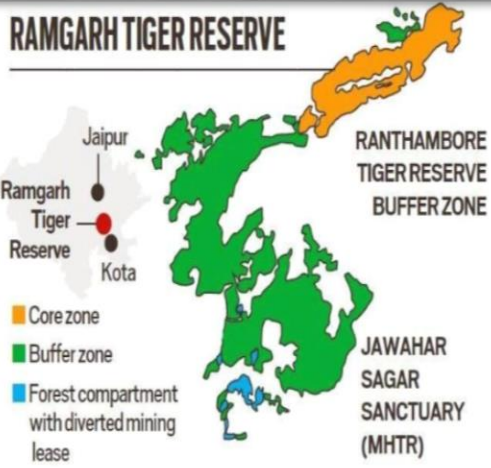 RAMGARH TIGER RESERVE
RANTHAMBORE
TIGER RESERVE
BUFFER ZONE
Jaipur
Ramgarh
Tiger
Reserve
Kota
Core zone
Buffer zone
Forest compartment
with diverted mining
lease
JAWAHAR
SAGAR
SANCTUARY
(MHTR)